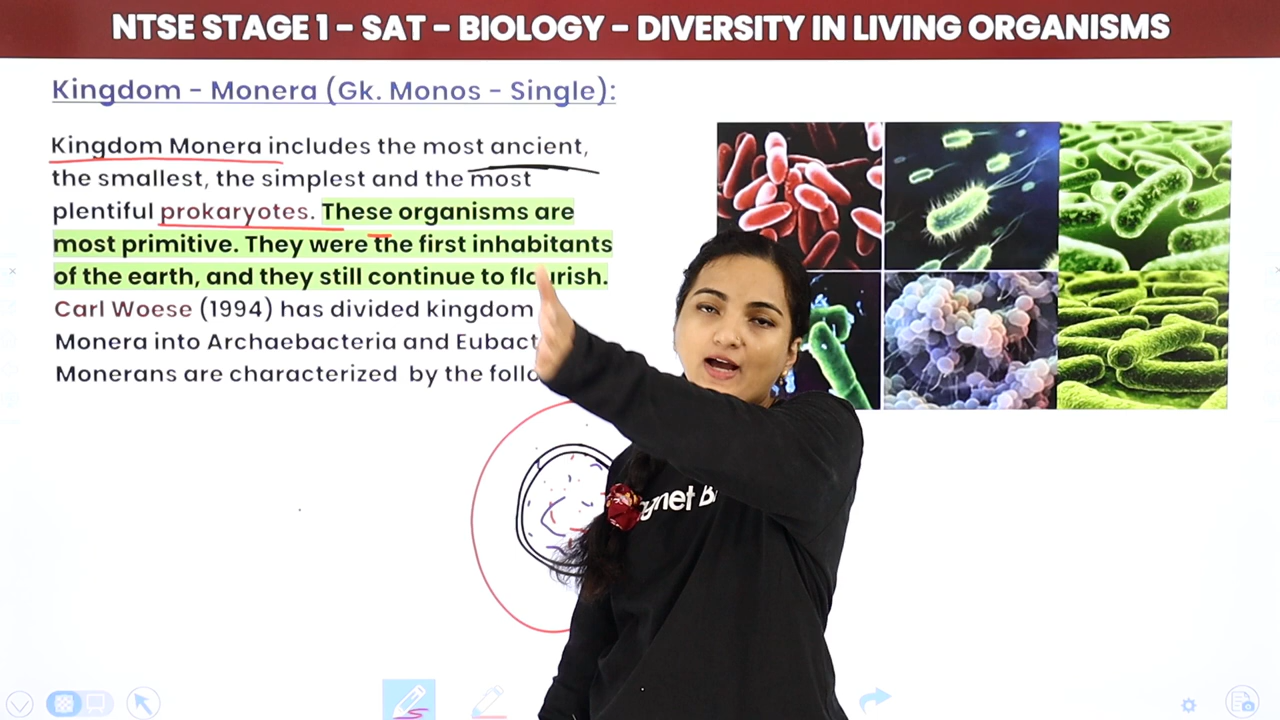 NTSE STAGE 1 – SAT – BIOLOGY – DIVERSITY IN LIVING ORGANISMS
Kingdom – Monera (Gk. Monos – Single):
Kingdom Monera includes the most ancient,
the smallest, the simplest and the most
plentiful prokaryotes. These organisms are
most primitive. They were the first inhabitants
of the earth, and they still continue to flourish.
Carl Woese (1994) has divided kingdom
Monera into Archaebacteria and
Monerans are characterized by the